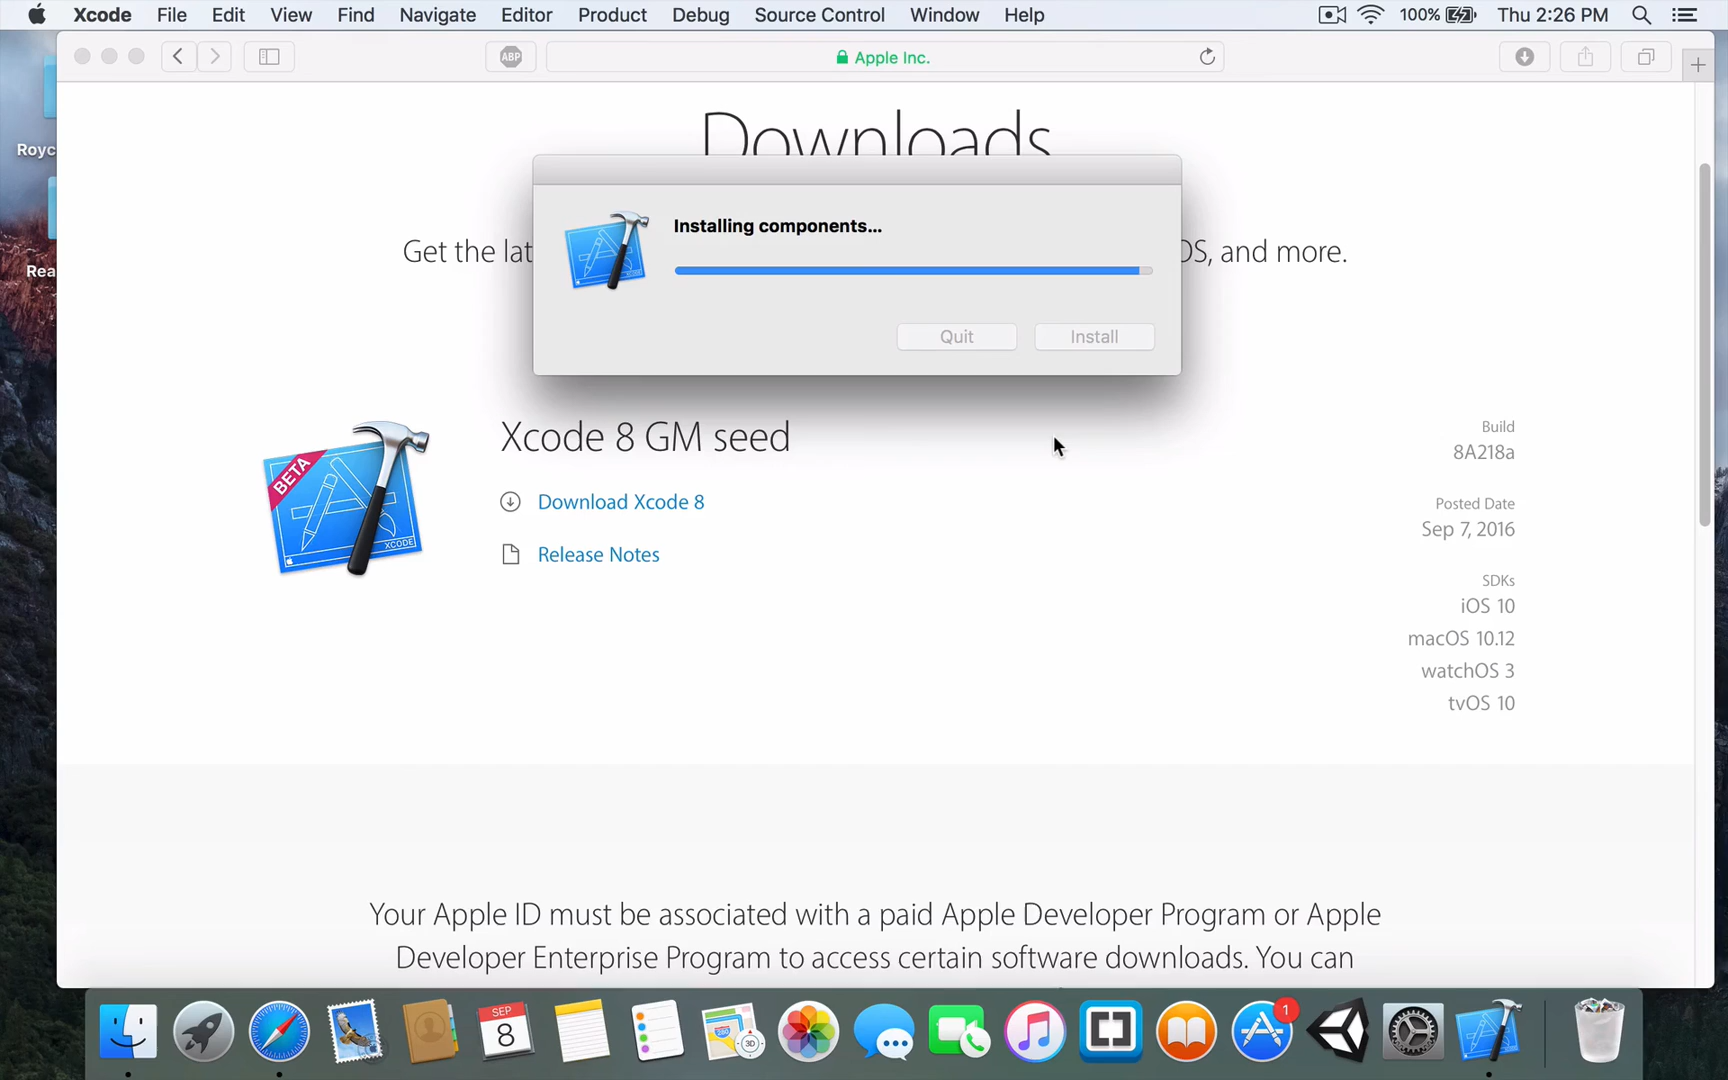 Xcode File Edit View Find Navigate Editor Product Debug Source Control Window Help 100% Thu 2:26 PM
ABP Apple Inc.
Royc
Rea
Downloads
Get the lat
OS, and more.
Installing components...
Quit Install
BETA
XCODE
Xcode 8 GM seed
Download Xcode 8
Release Notes
Build
8A218a
Posted Date
Sep 7, 2016
SDKs
iOS 10
macOS 10.12
watchOS 3
tvOS 10
Your Apple ID must be associated with a paid Apple Developer Program or Apple
Developer Enterprise Program to access certain software downloads. You can
SEP
8
280
3D
1